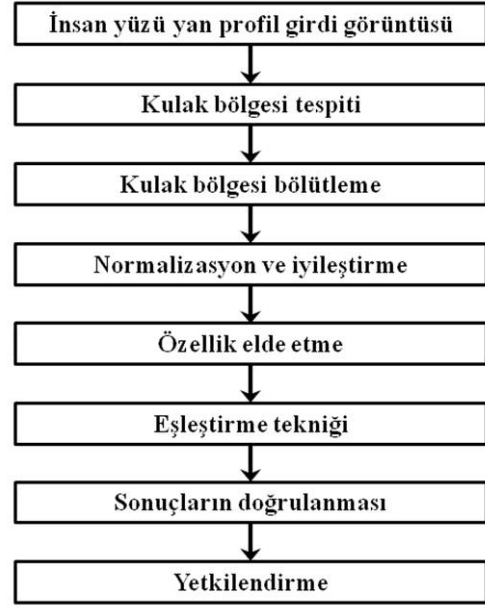 İnsan yüzü yan profil girdi görüntüsü
Kulak bölgesi tespiti
Kulak bölgesi bölütleme
Normalizasyon ve iyileştirme
Özellik elde etme
Eşleştirme tekniği
Sonuçların doğrulanması
Yetkilendirme